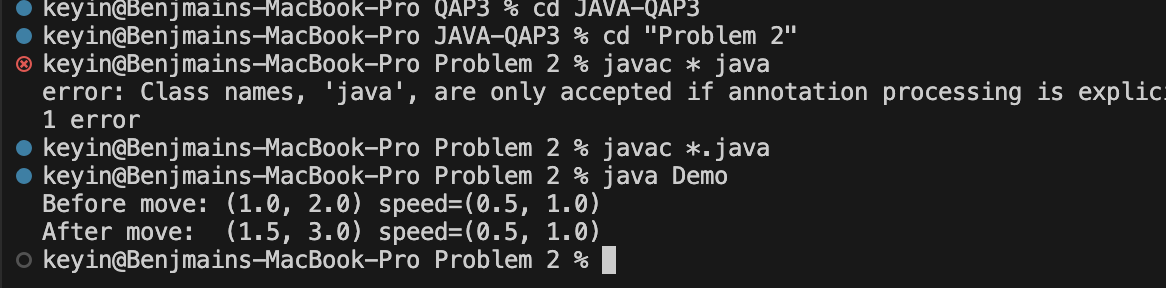 keyin@Benjmains-MacBook-Pro QAP3 % cd JAVA-QAP3
keyin@Benjmains-MacBook-Pro JAVA-QAP3 % cd "Problem 2"
keyin@Benjmains-MacBook-Pro Problem 2 % javac * java
error: Class names, 'java', are only accepted if annotation processing is explici
1 error
keyin@Benjmains-MacBook-Pro Problem 2 % javac *.java
keyin@Benjmains-MacBook-Pro Problem 2 % java Demo
Before move: (1.0, 2.0) speed=(0.5, 1.0)
After move:  (1.5, 3.0) speed=(0.5, 1.0)
keyin@Benjmains-MacBook-Pro Problem 2 %